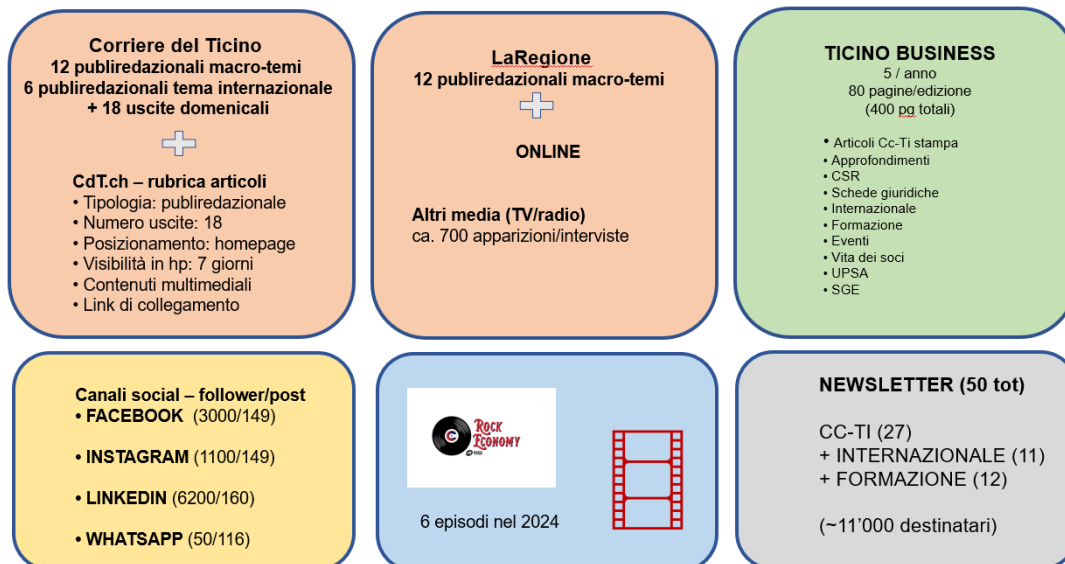 Corriere del Ticino
12 publiredazionali macro-temi
6 publiredazionali tema internazionale
+ 18 uscite domenicali
CdT.ch – rubrica articoli
• Tipologia: publiredazionale
• Numero uscite: 18
• Posizionamento: homepage
• Visibilità in hp: 7 giorni
• Contenuti multimediali
• Link di collegamento
LaRegione
12 publiredazionali macro-temi
ONLINE
Altri media (TV/radio)
ca. 700 apparizioni/interviste
TICINO BUSINESS
5 / anno
80 pagine/edizione
(400 pg totali)
• Articoli Cc-Ti stampa
• Approfondimenti
• CSR
• Schede giuridiche
• Internazionale
• Formazione
• Eventi
• Vita dei soci
• UPSA
• SGE
Canali social – follower/post
• FACEBOOK (3000/149)
• INSTAGRAM (1100/149)
• LINKEDIN (6200/160)
• WHATSAPP (50/116)
ROCK
ECONOMY
6 episodi nel 2024
NEWSLETTER (50 tot)
CC-TI (27)
+ INTERNAZIONALE (11)
+ FORMAZIONE (12)
(~11'000 destinatari)